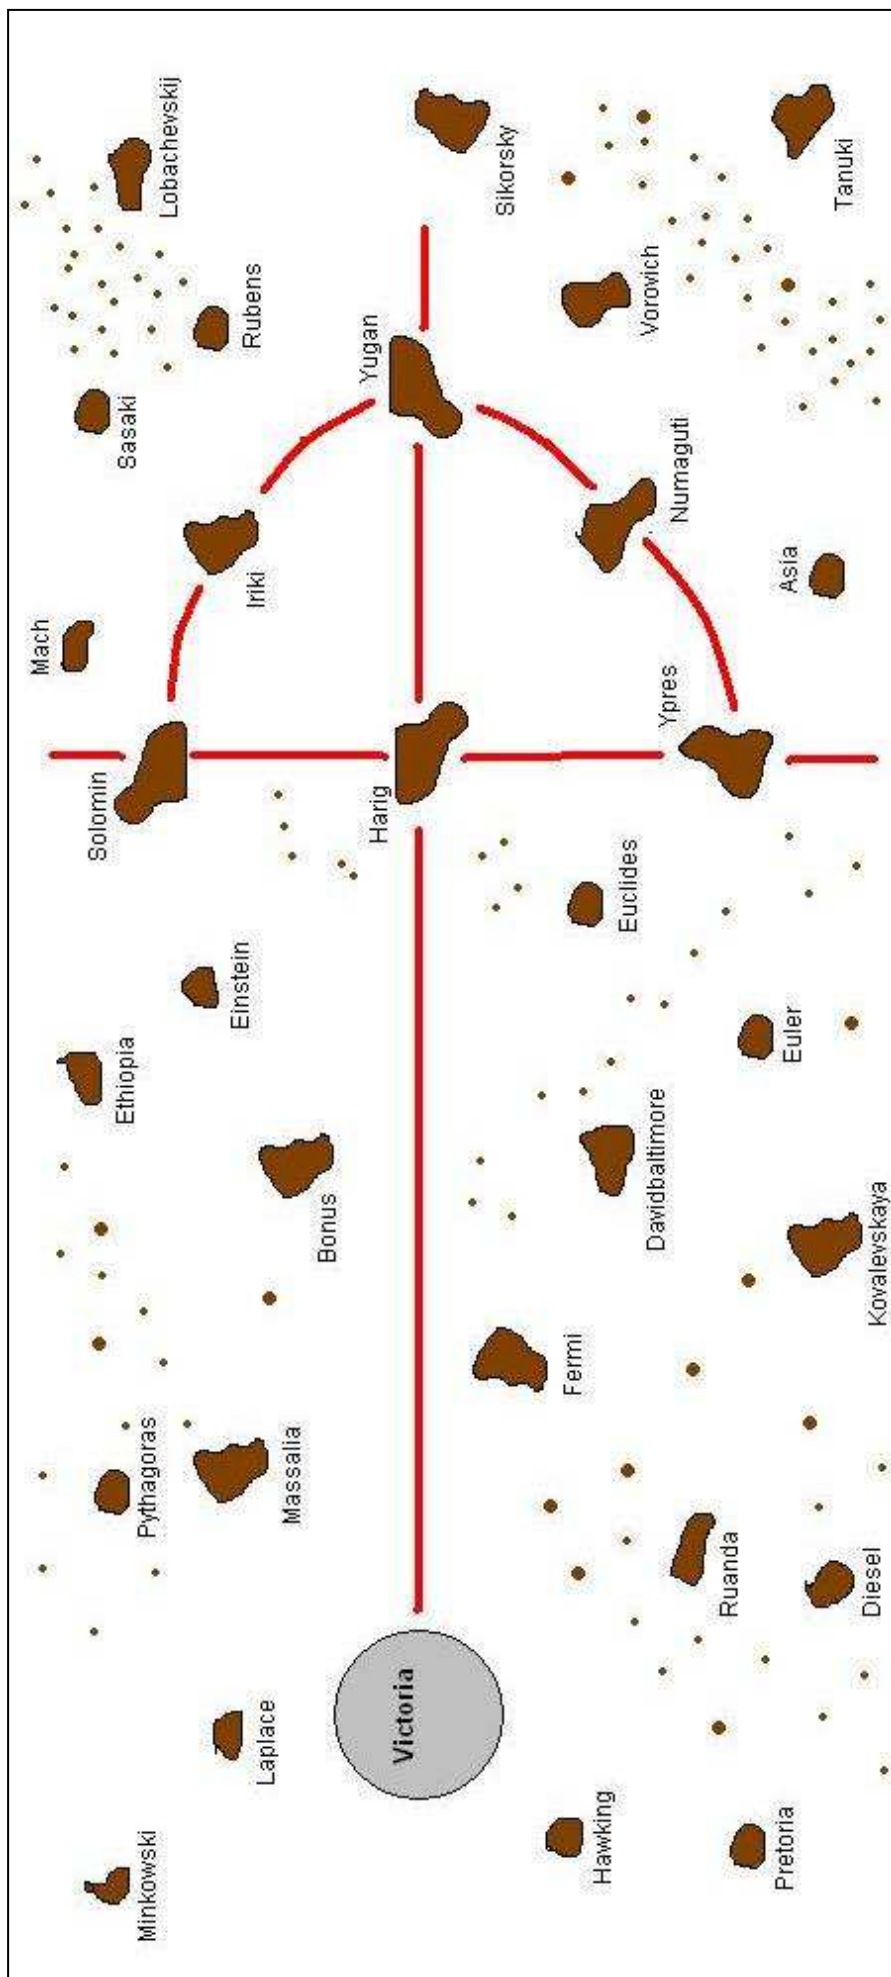 Mach
Solomin
Ethiopia
Sasaki
Minkowski
Pythagoras
Lobachevskij
Einstein
Rubens
Iriki
Laplace
Massalia
Bonus
Yugan
Harig
Victoria
Sikorsky
Fermi
Hawking
Euclides
Vorovich
Davidbaltimore
Ypres
Numaguti
Ruanda
Pretoria
Asia
Euler
Tanuki
Diesel
Kovalevskaya